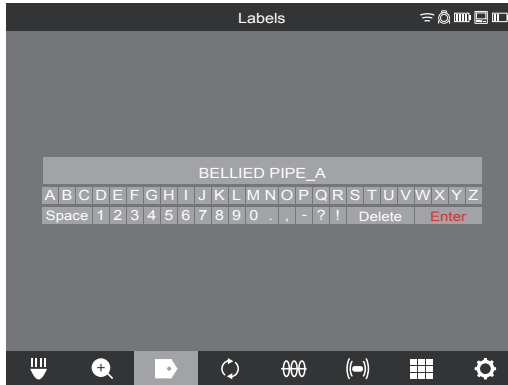 Labels
BELLIED PIPE_A
A B C D E F G H I J K L M N O P Q R S T U V W X Y Z
Space 1 2 3 4 5 6 7 8 9 0 . , - ? ! Delete Enter